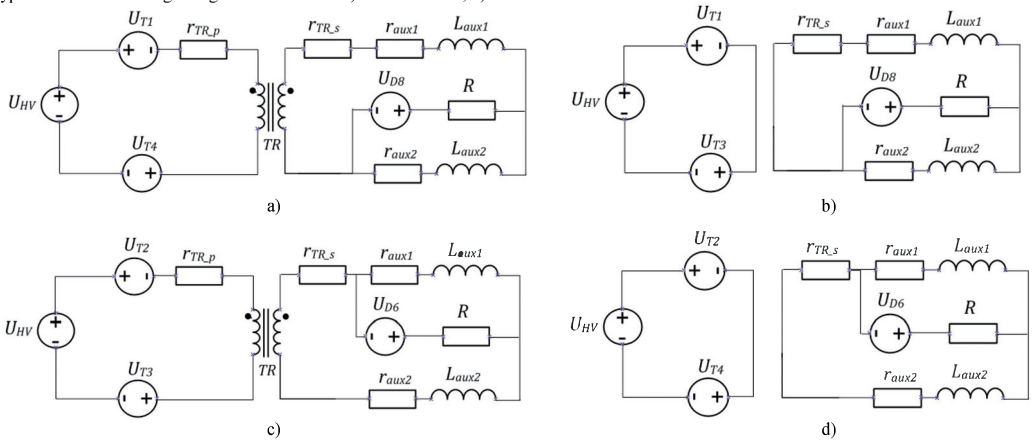 U_T1 r_TR_p r_TR_s r_aux1 L_aux1
+ -
U_HV + -
U_D8 R
- +
TR
U_T4 r_aux2 L_aux2
- +
a)
U_T1 r_TR_s r_aux1 L_aux1
+ -
U_HV + -
U_D8 R
- +
U_T3 r_aux2 L_aux2
- +
b)
U_T2 r_TR_p r_TR_s r_aux1 L_aux1
+ -
U_HV + -
U_D6 R
- +
TR
U_T3 r_aux2 L_aux2
- +
c)
U_T2 r_TR_s r_aux1 L_aux1
+ -
U_HV + -
U_D6 R
- +
U_T4 r_aux2 L_aux2
- +
d)